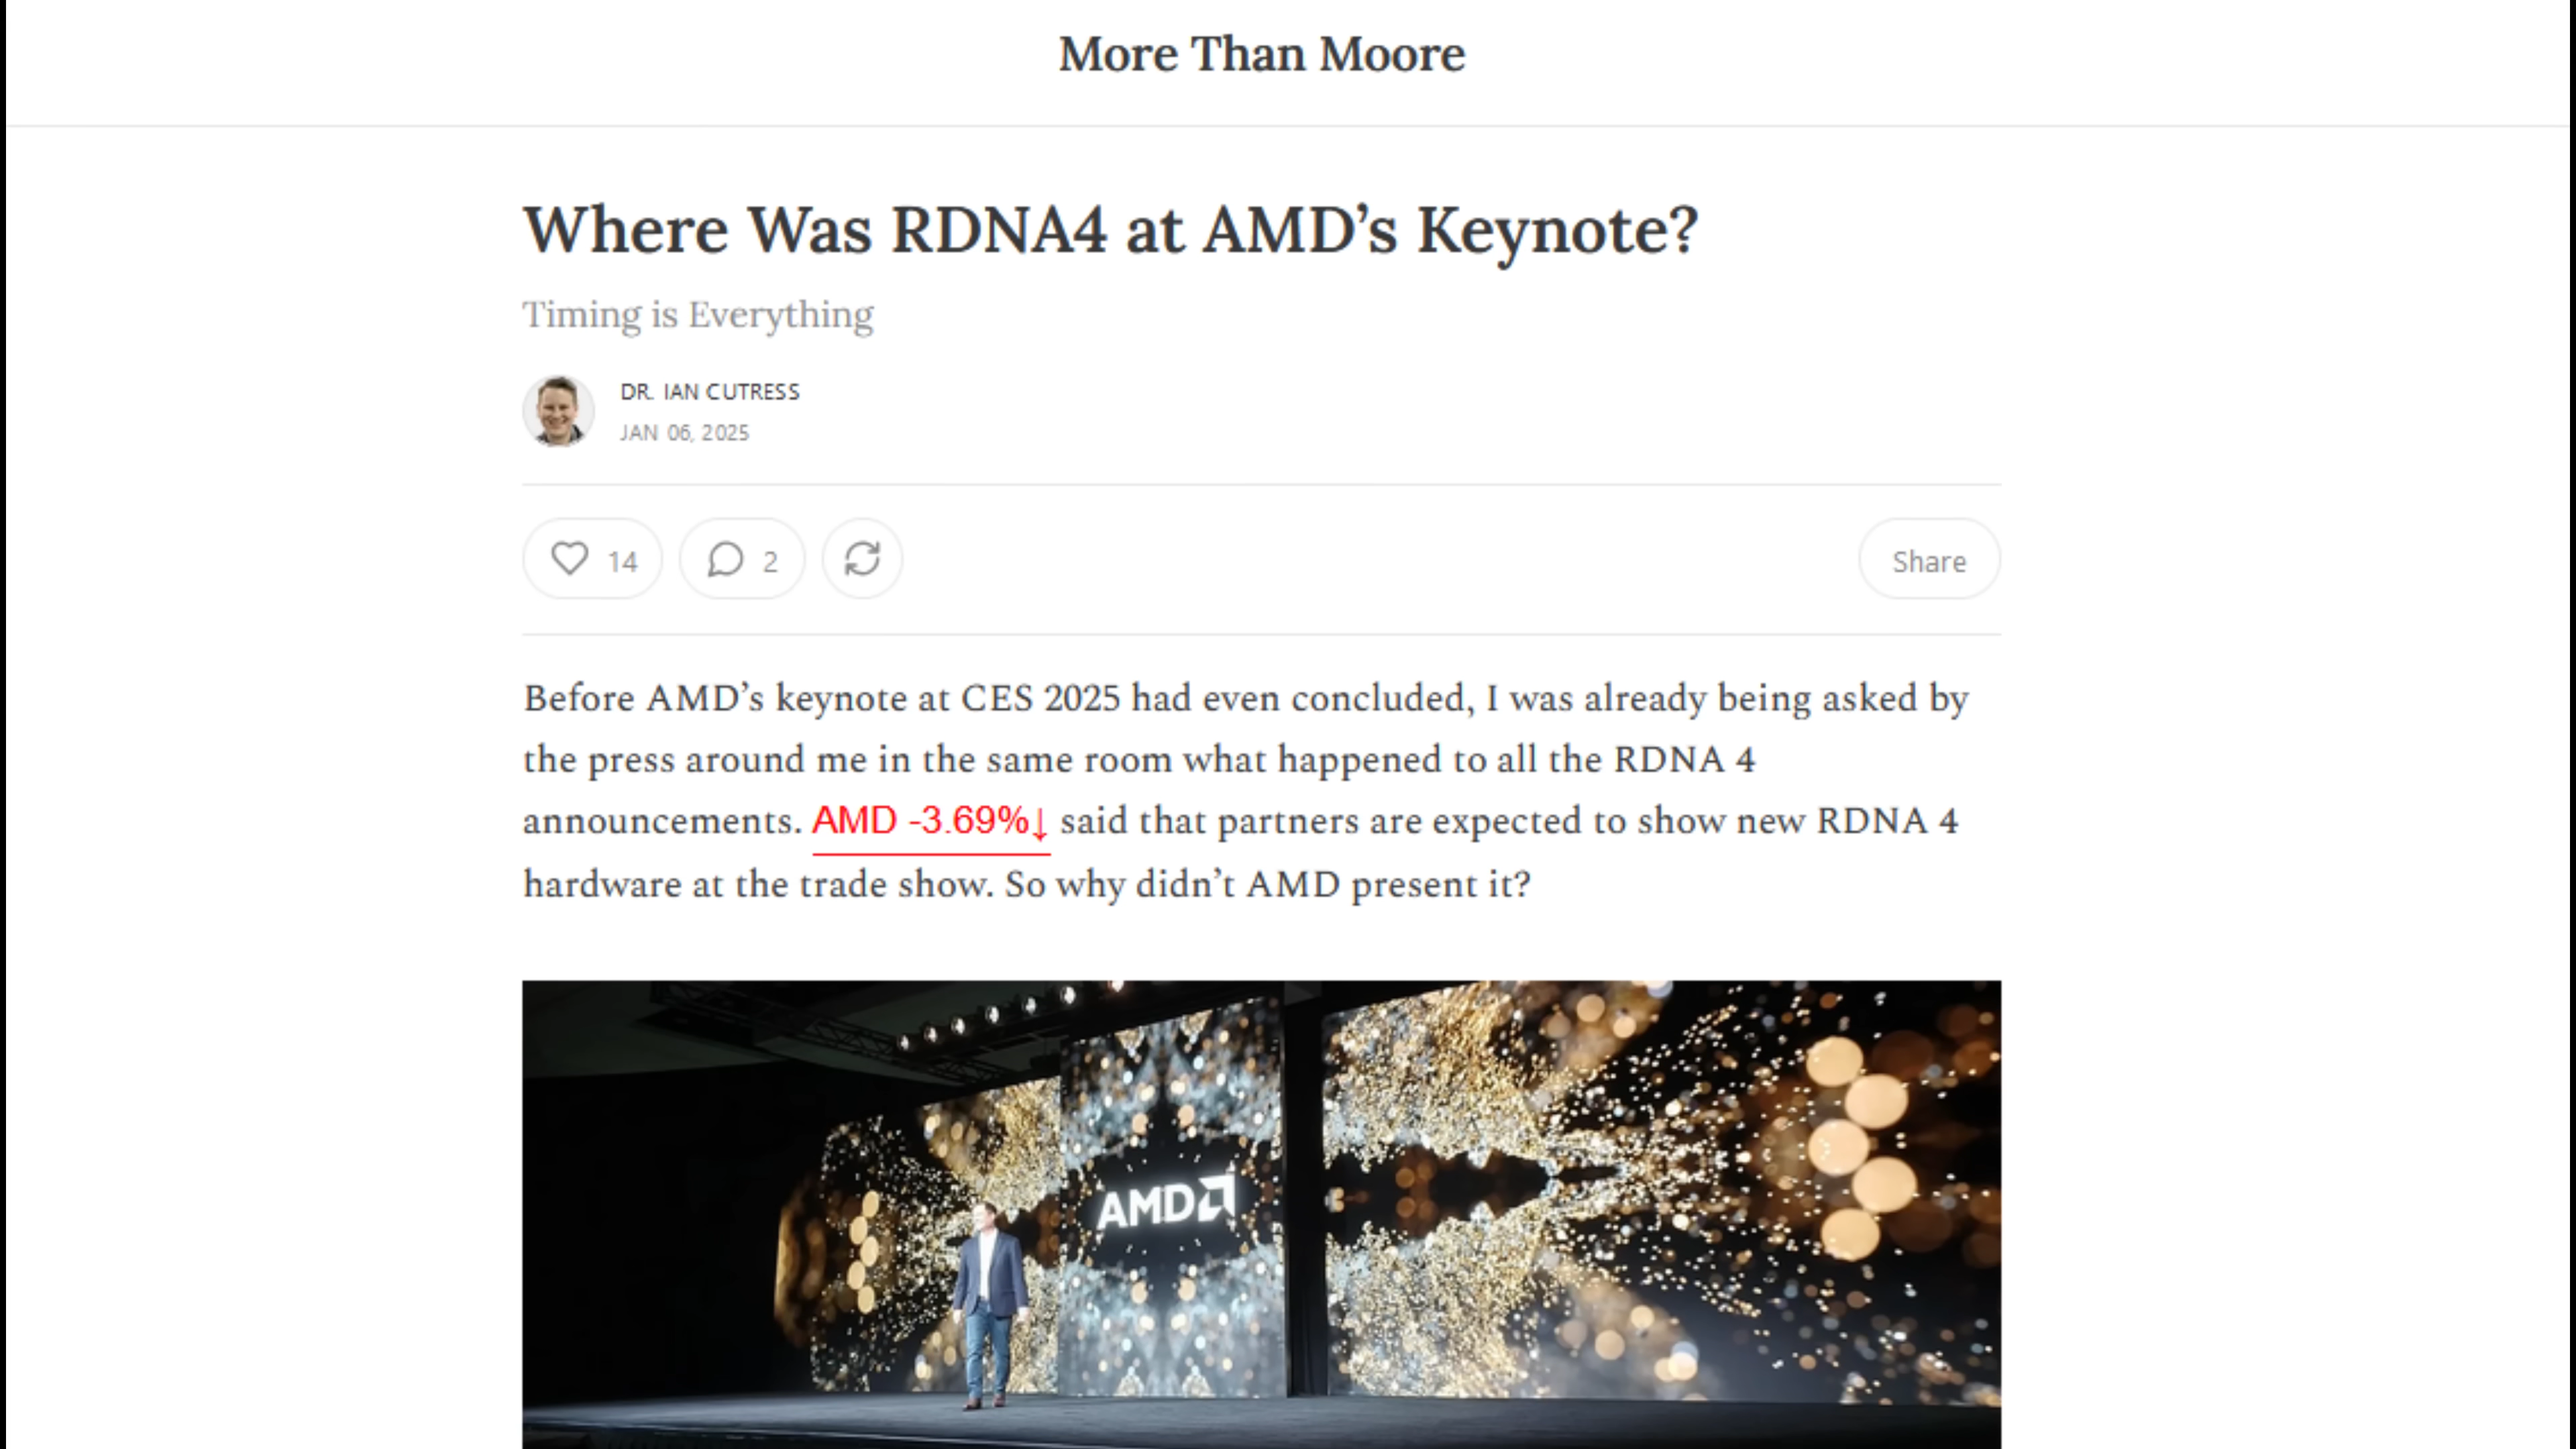 More Than Moore
Where Was RDNA4 at AMD’s Keynote?
Timing is Everything
DR. IAN CUTRESS
JAN 06, 2025
14
2
Share
Before AMD’s keynote at CES 2025 had even concluded, I was already being asked by
the press around me in the same room what happened to all the RDNA 4
announcements. AMD -3.69%↓ said that partners are expected to show new RDNA 4
hardware at the trade show. So why didn’t AMD present it?
AMD